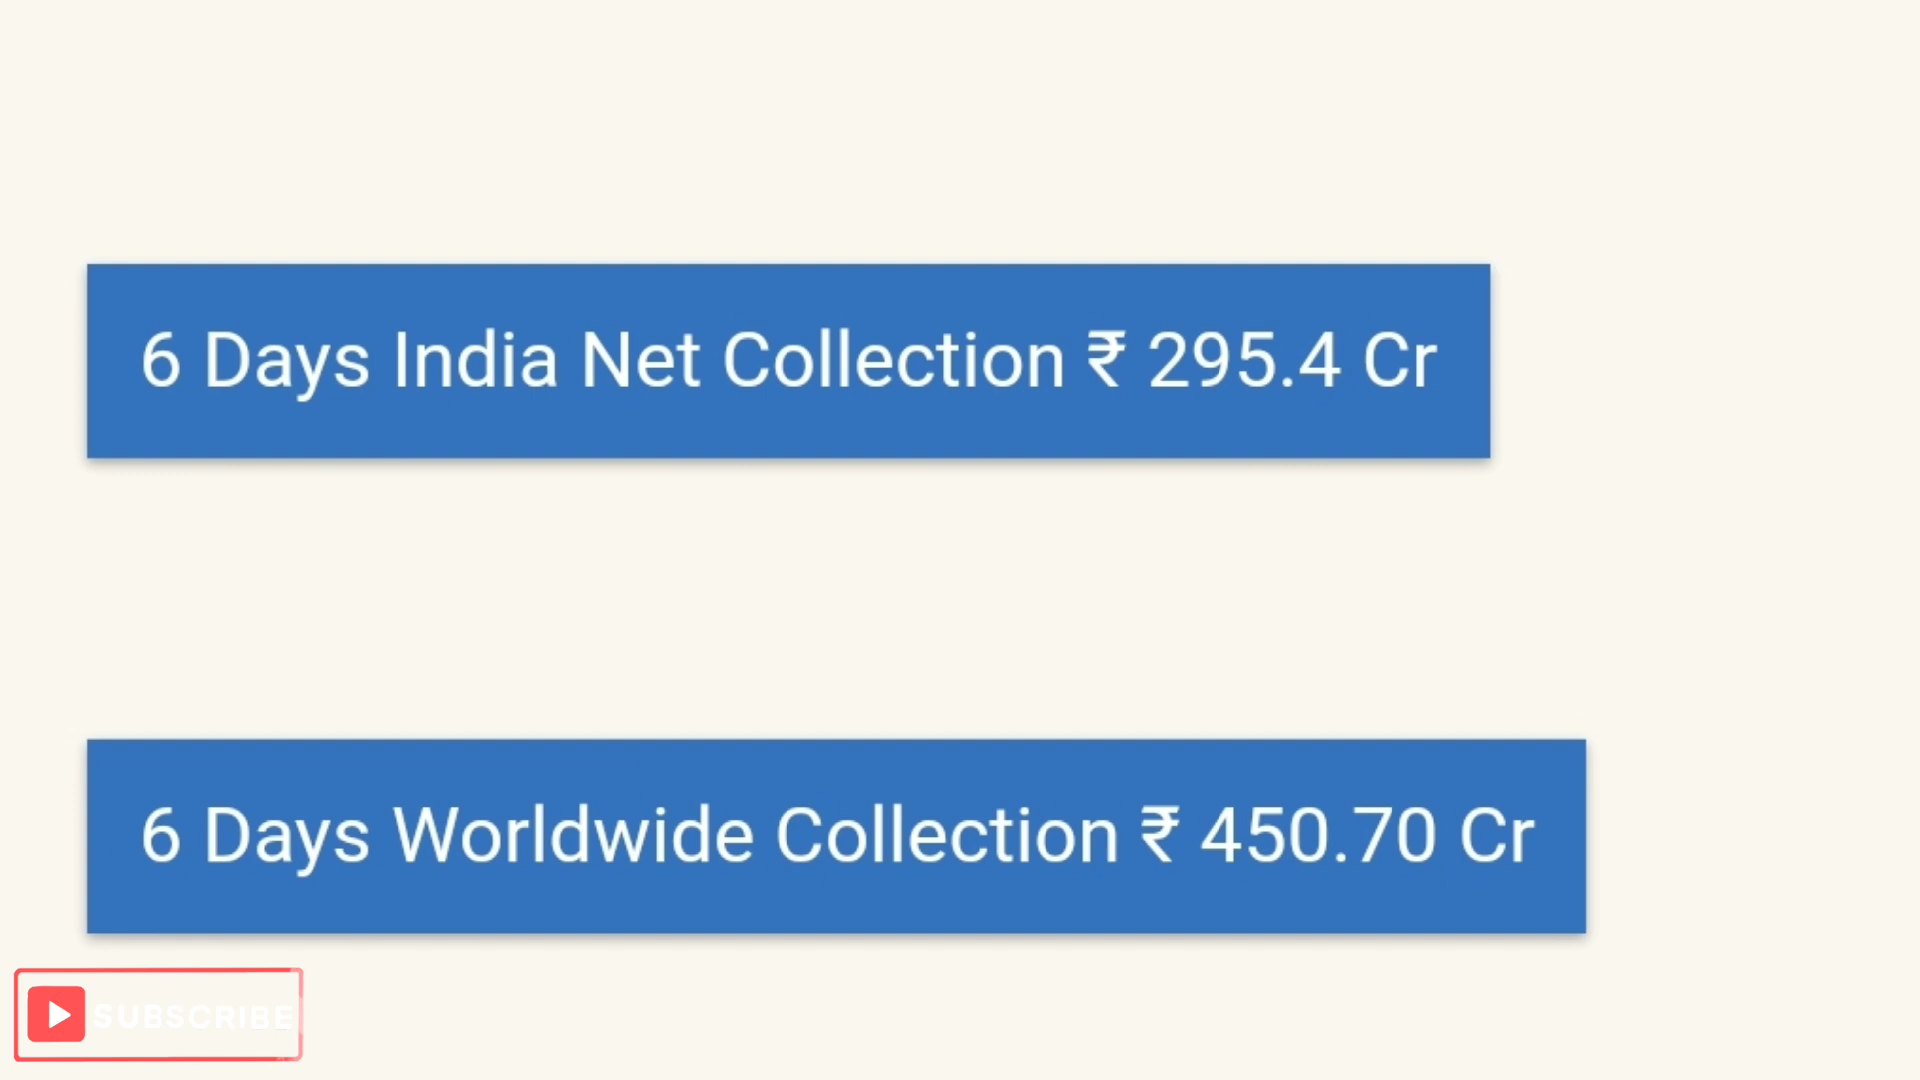 6 Days India Net Collection ₹ 295.4 Cr
6 Days Worldwide Collection ₹ 450.70 Cr
SUBSCRIBE